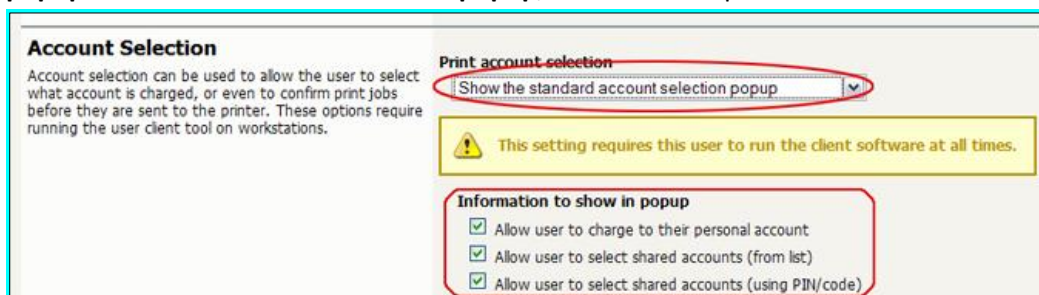 Account Selection
Account selection can be used to allow the user to select
what account is charged, or even to confirm print jobs
before they are sent to the printer. These options require
running the user client tool on workstations.
Print account selection
Show the standard account selection popup
This setting requires this user to run the client software at all times.
Information to show in popup
Allow user to charge to their personal account
Allow user to select shared accounts (from list)
Allow user to select shared accounts (using PIN/code)